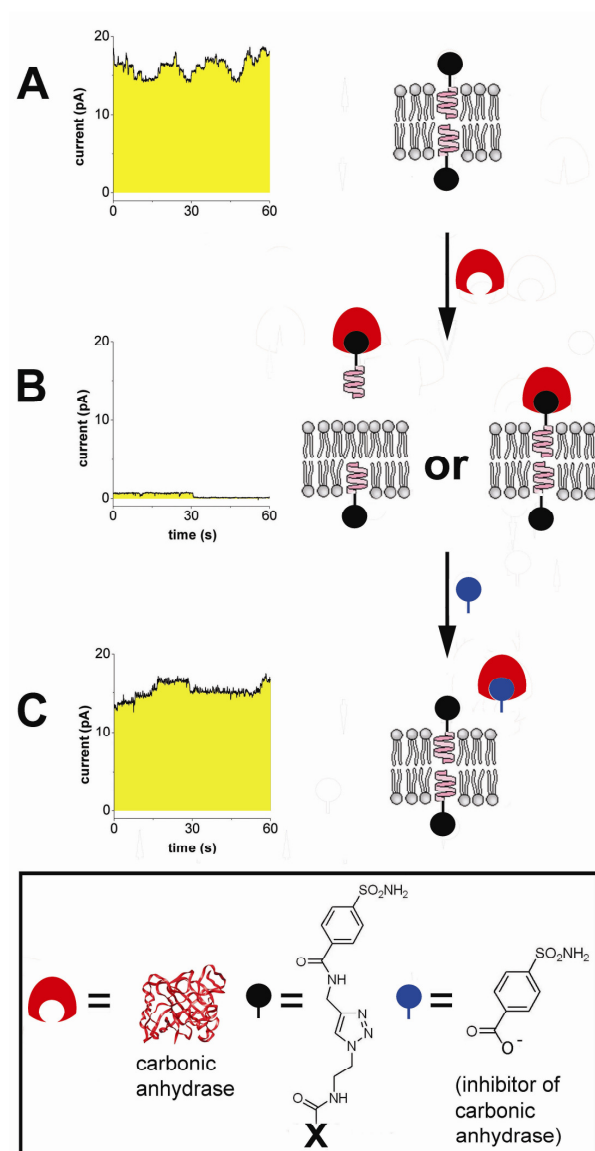 A
current (pA)
20
10
0
0 30 60
B
current (pA)
20
10
0
0 30 60
time (s)
or
C
current (pA)
20
10
0
0 30 60
time (s)
=
carbonic
anhydrase
=
SO₂NH₂
O
NH
N
N
N
NH
O
X
=
SO₂NH₂
O
O⁻
(inhibitor of
carbonic
anhydrase)